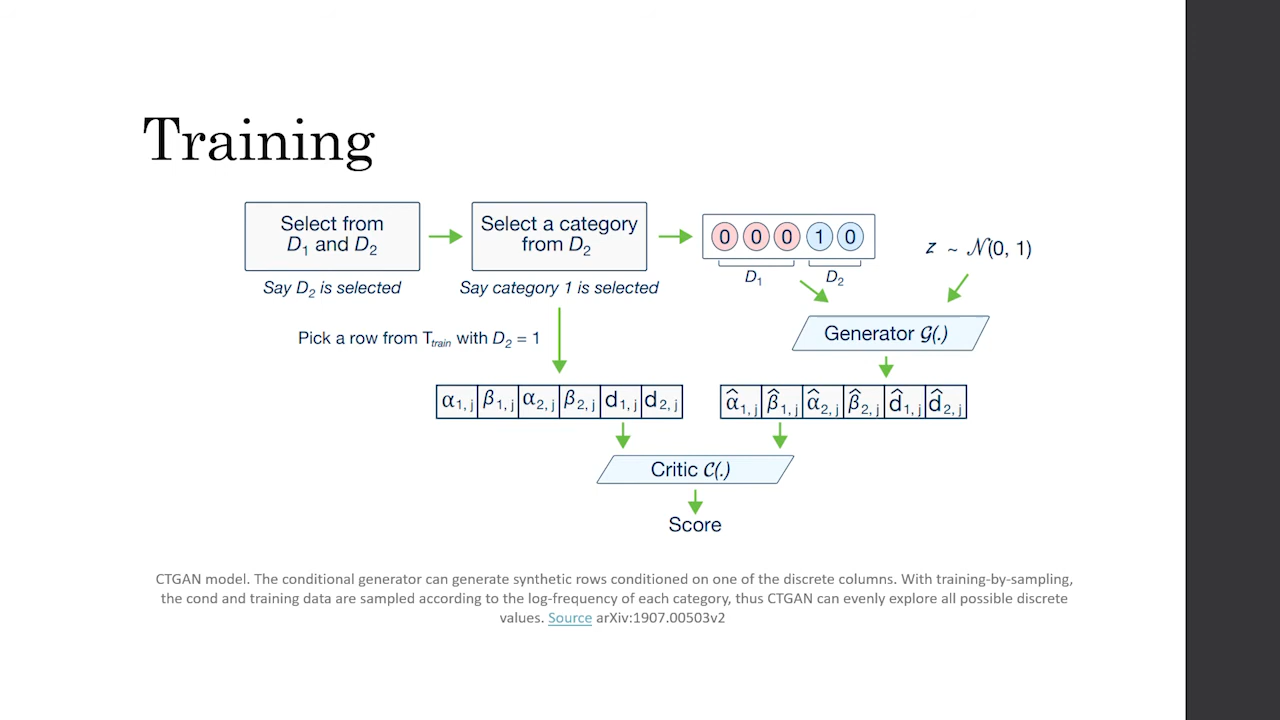 Training
Select from
D1 and D2
Select a category
from D2
0 0 0 1 0
D1
D2
z ~ N(0, 1)
Say D2 is selected
Say category 1 is selected
Pick a row from Ttrain with D2 = 1
Generator G(.)
α1, j β1, j α2, j β2, j d1, j d2, j
α̂1, j β̂1, j α̂2, j β̂2, j d̂1, j d̂2, j
Critic C(.)
Score
CTGAN model. The conditional generator can generate synthetic rows conditioned on one of the discrete columns. With training-by-sampling,
the cond and training data are sampled according to the log-frequency of each category, thus CTGAN can evenly explore all possible discrete
values. Source arXiv:1907.00503v2